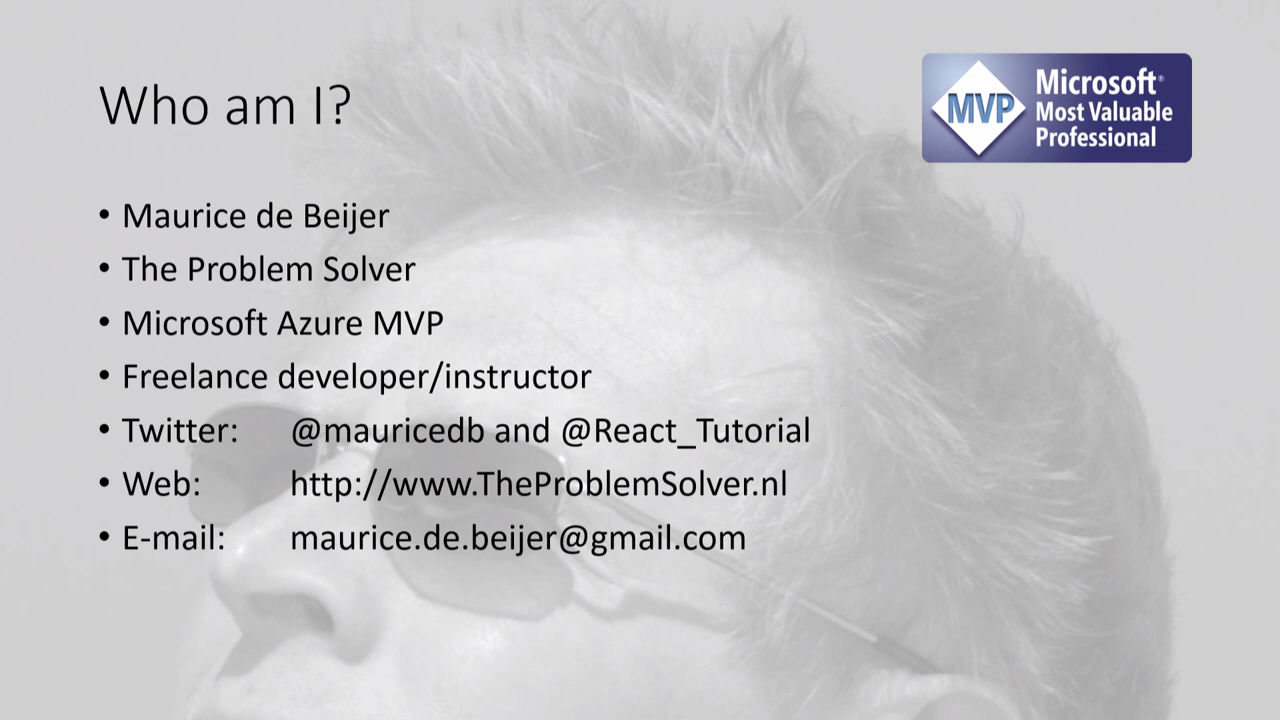 Who am I?
MVP
Microsoft®
Most Valuable
Professional
• Maurice de Beijer
• The Problem Solver
• Microsoft Azure MVP
• Freelance developer/instructor
• Twitter: @mauricedb and @React_Tutorial
• Web: http://www.TheProblemSolver.nl
• E-mail: maurice.de.beijer@gmail.com